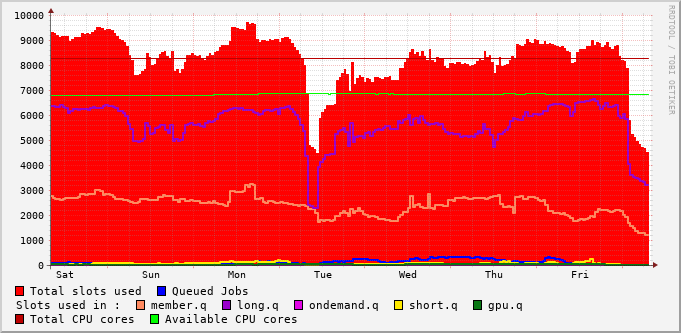 10000
9000
8000
7000
6000
5000
4000
3000
2000
1000
0
Sat Sun Mon Tue Wed Thu Fri
RRDTOOL / TOBI OETIKER
Total slots used Queued Jobs
Slots used in : member.q long.q ondemand.q short.q gpu.q
Total CPU cores Available CPU cores